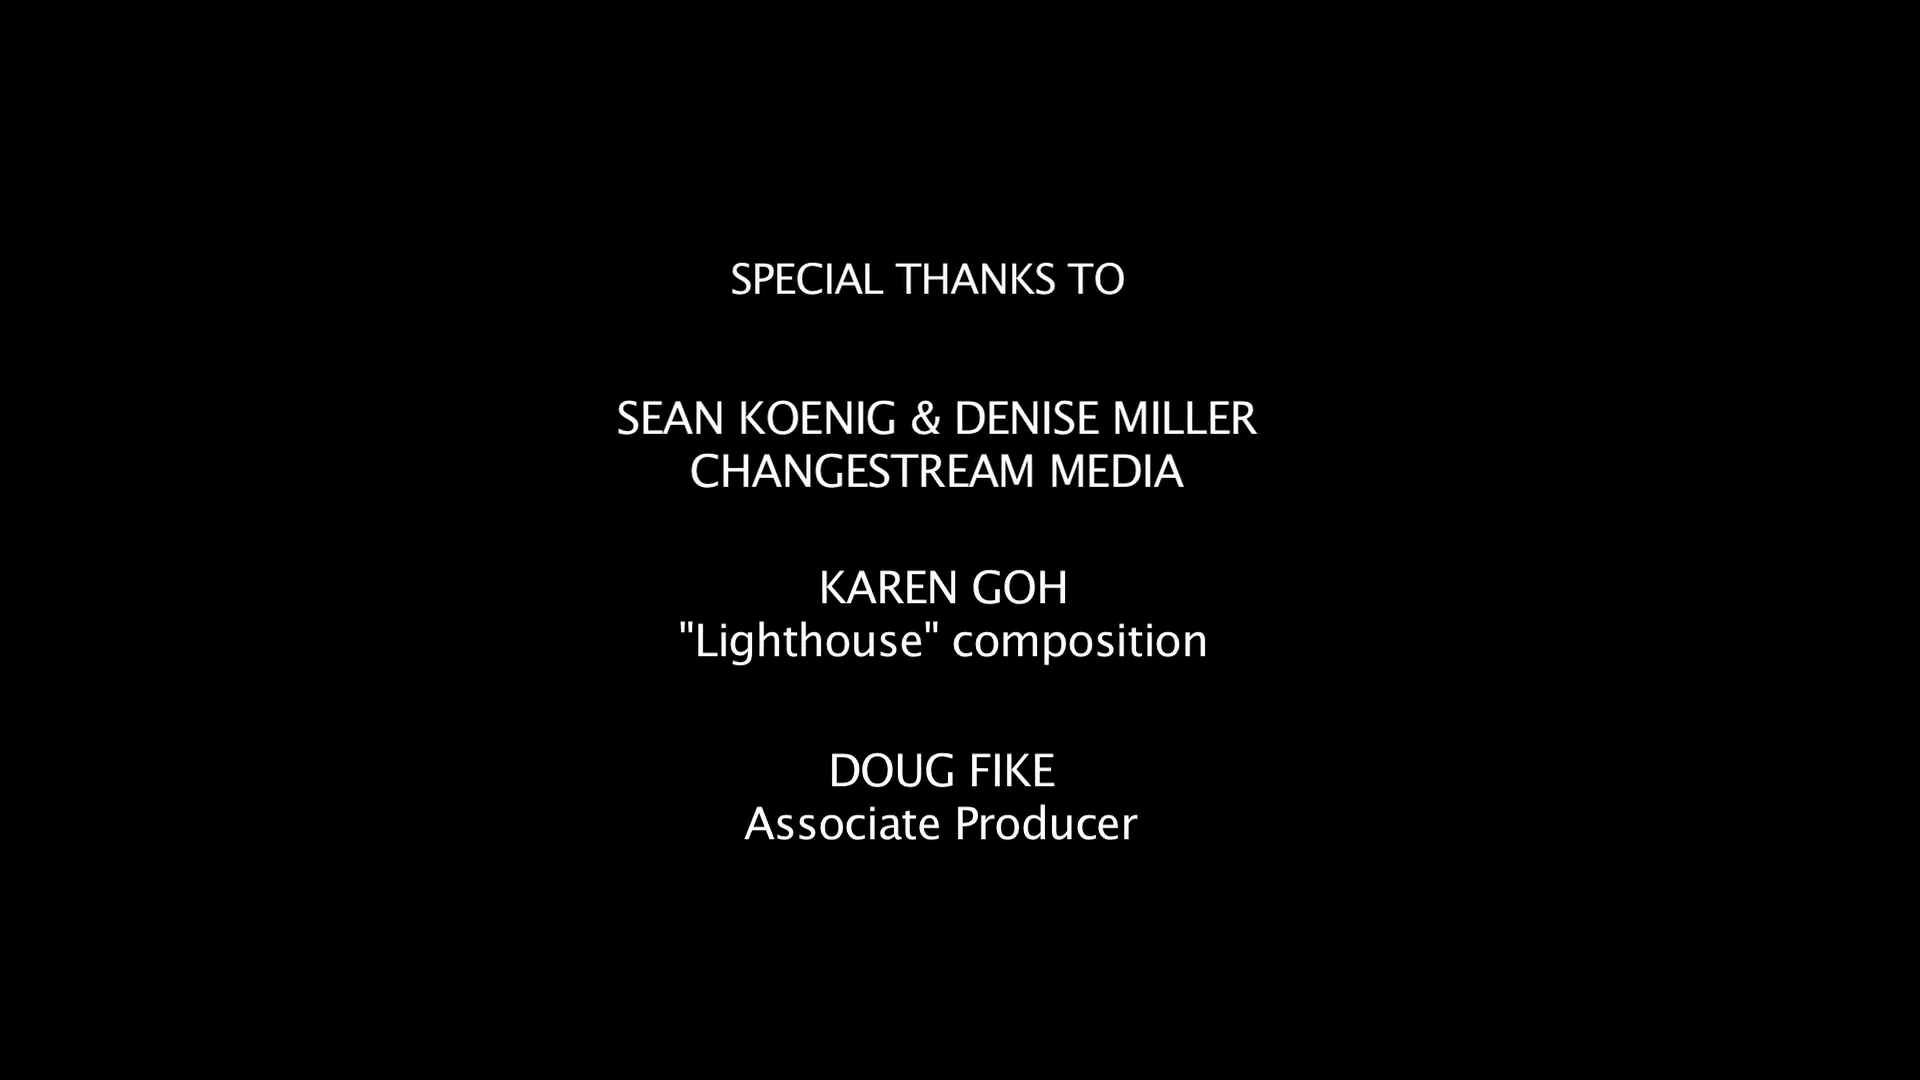 SPECIAL THANKS TO
SEAN KOENIG & DENISE MILLER
CHANGESTREAM MEDIA
KAREN GOH
"Lighthouse" composition
DOUG FIKE
Associate Producer